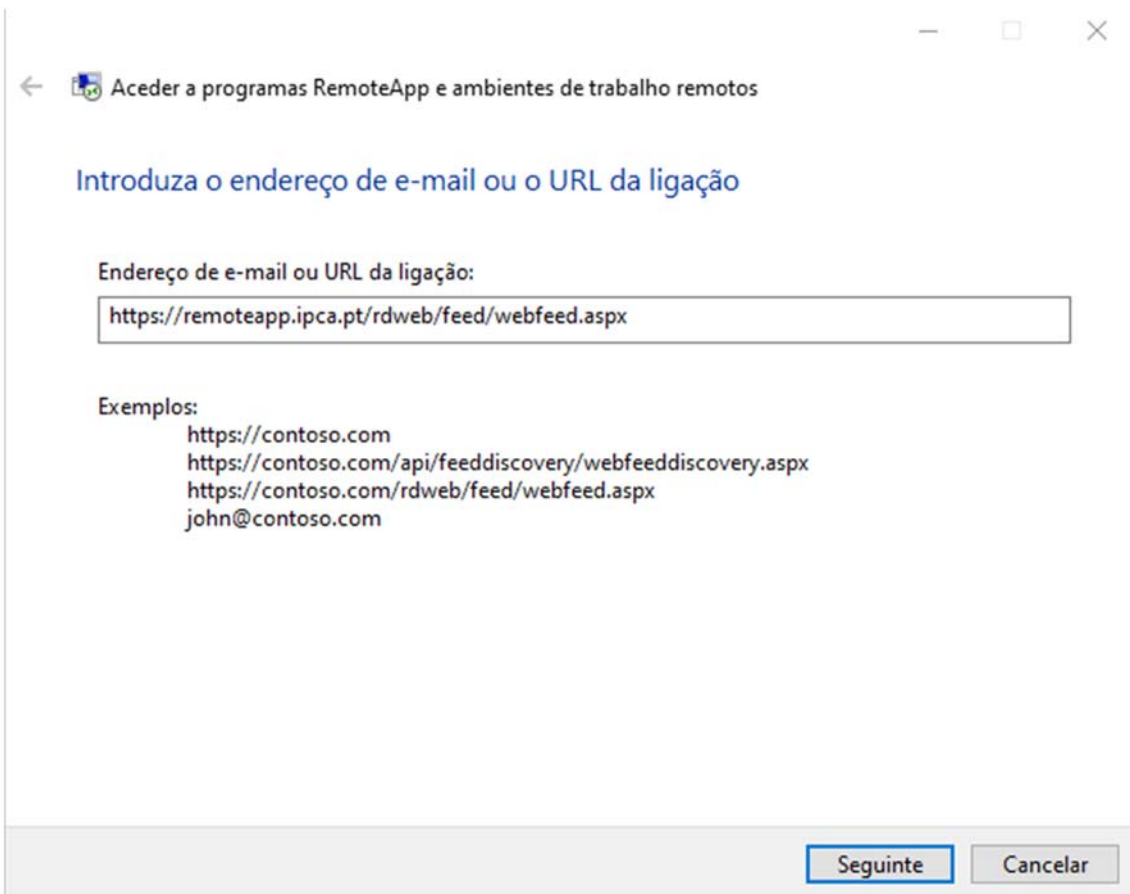 Aceder a programas RemoteApp e ambientes de trabalho remotos
Introduza o endereço de e-mail ou o URL da ligação
Endereço de e-mail ou URL da ligação:
https://remoteapp.ipca.pt/rdweb/feed/webfeed.aspx
Exemplos:
https://contoso.com
https://contoso.com/api/feeddiscovery/webfeeddiscovery.aspx
https://contoso.com/rdweb/feed/webfeed.aspx
john@contoso.com
Seguinte Cancelar